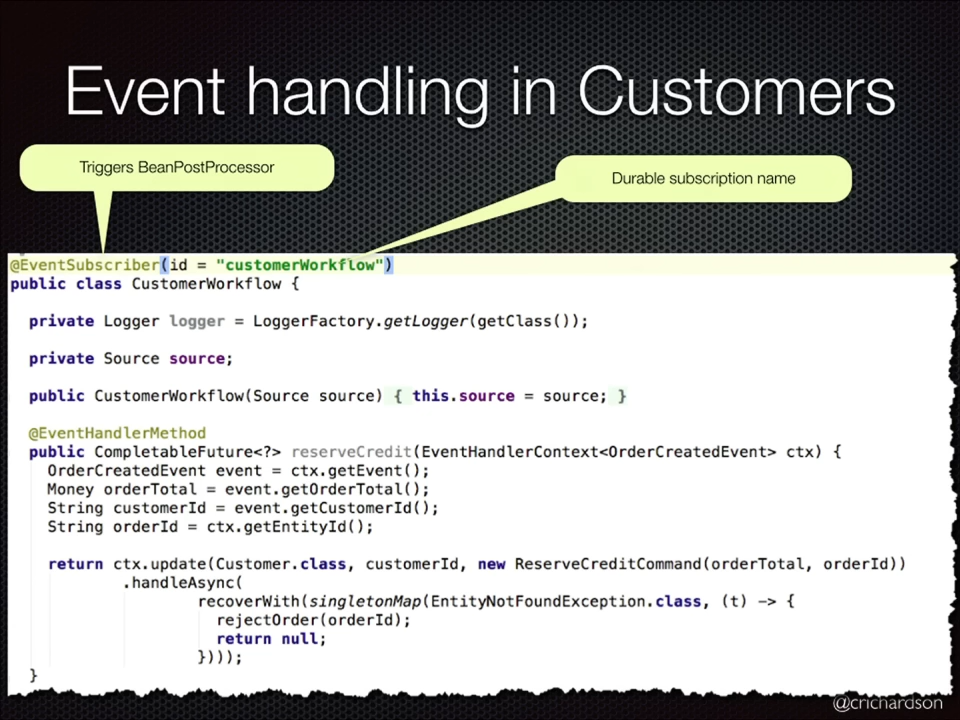 Event handling in Customers
Triggers BeanPostProcessor
Durable subscription name
@EventSubscriber(id = "customerWorkflow")
public class CustomerWorkflow {
private Logger logger = LoggerFactory.getLogger(getClass());
private Source source;
public CustomerWorkflow(Source source) { this.source = source; }
@EventHandlerMethod
public CompletableFuture<?> reserveCredit(EventHandlerContext<OrderCreatedEvent> ctx) {
OrderCreatedEvent event = ctx.getEvent();
Money orderTotal = event.getOrderTotal();
String customerId = event.getCustomerId();
String orderId = ctx.getEntityId();
return ctx.update(Customer.class, customerId, new ReserveCreditCommand(orderTotal, orderId))
.handleAsync(
recoverWith(singletonMap(EntityNotFoundException.class, (t) -> {
rejectOrder(orderId);
return null;
})));
}
@crichardson